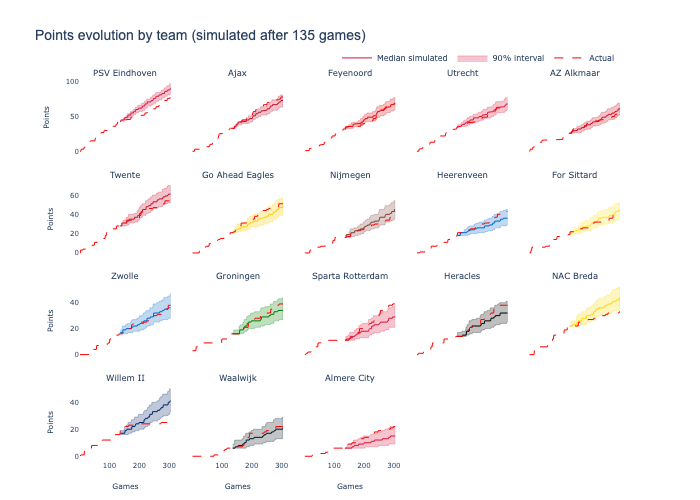 Points evolution by team (simulated after 135 games)
Median simulated 90% interval Actual
PSV Eindhoven Ajax Feyenoord Utrecht AZ Alkmaar
100
50
0
Points
Twente Go Ahead Eagles Nijmegen Heerenveen For Sittard
60
40
20
0
Points
Zwolle Groningen Sparta Rotterdam Heracles NAC Breda
40
20
0
Points
Willem II Waalwijk Almere City
40
20
0
Points
100 200 300 100 200 300 100 200 300
Games Games Games